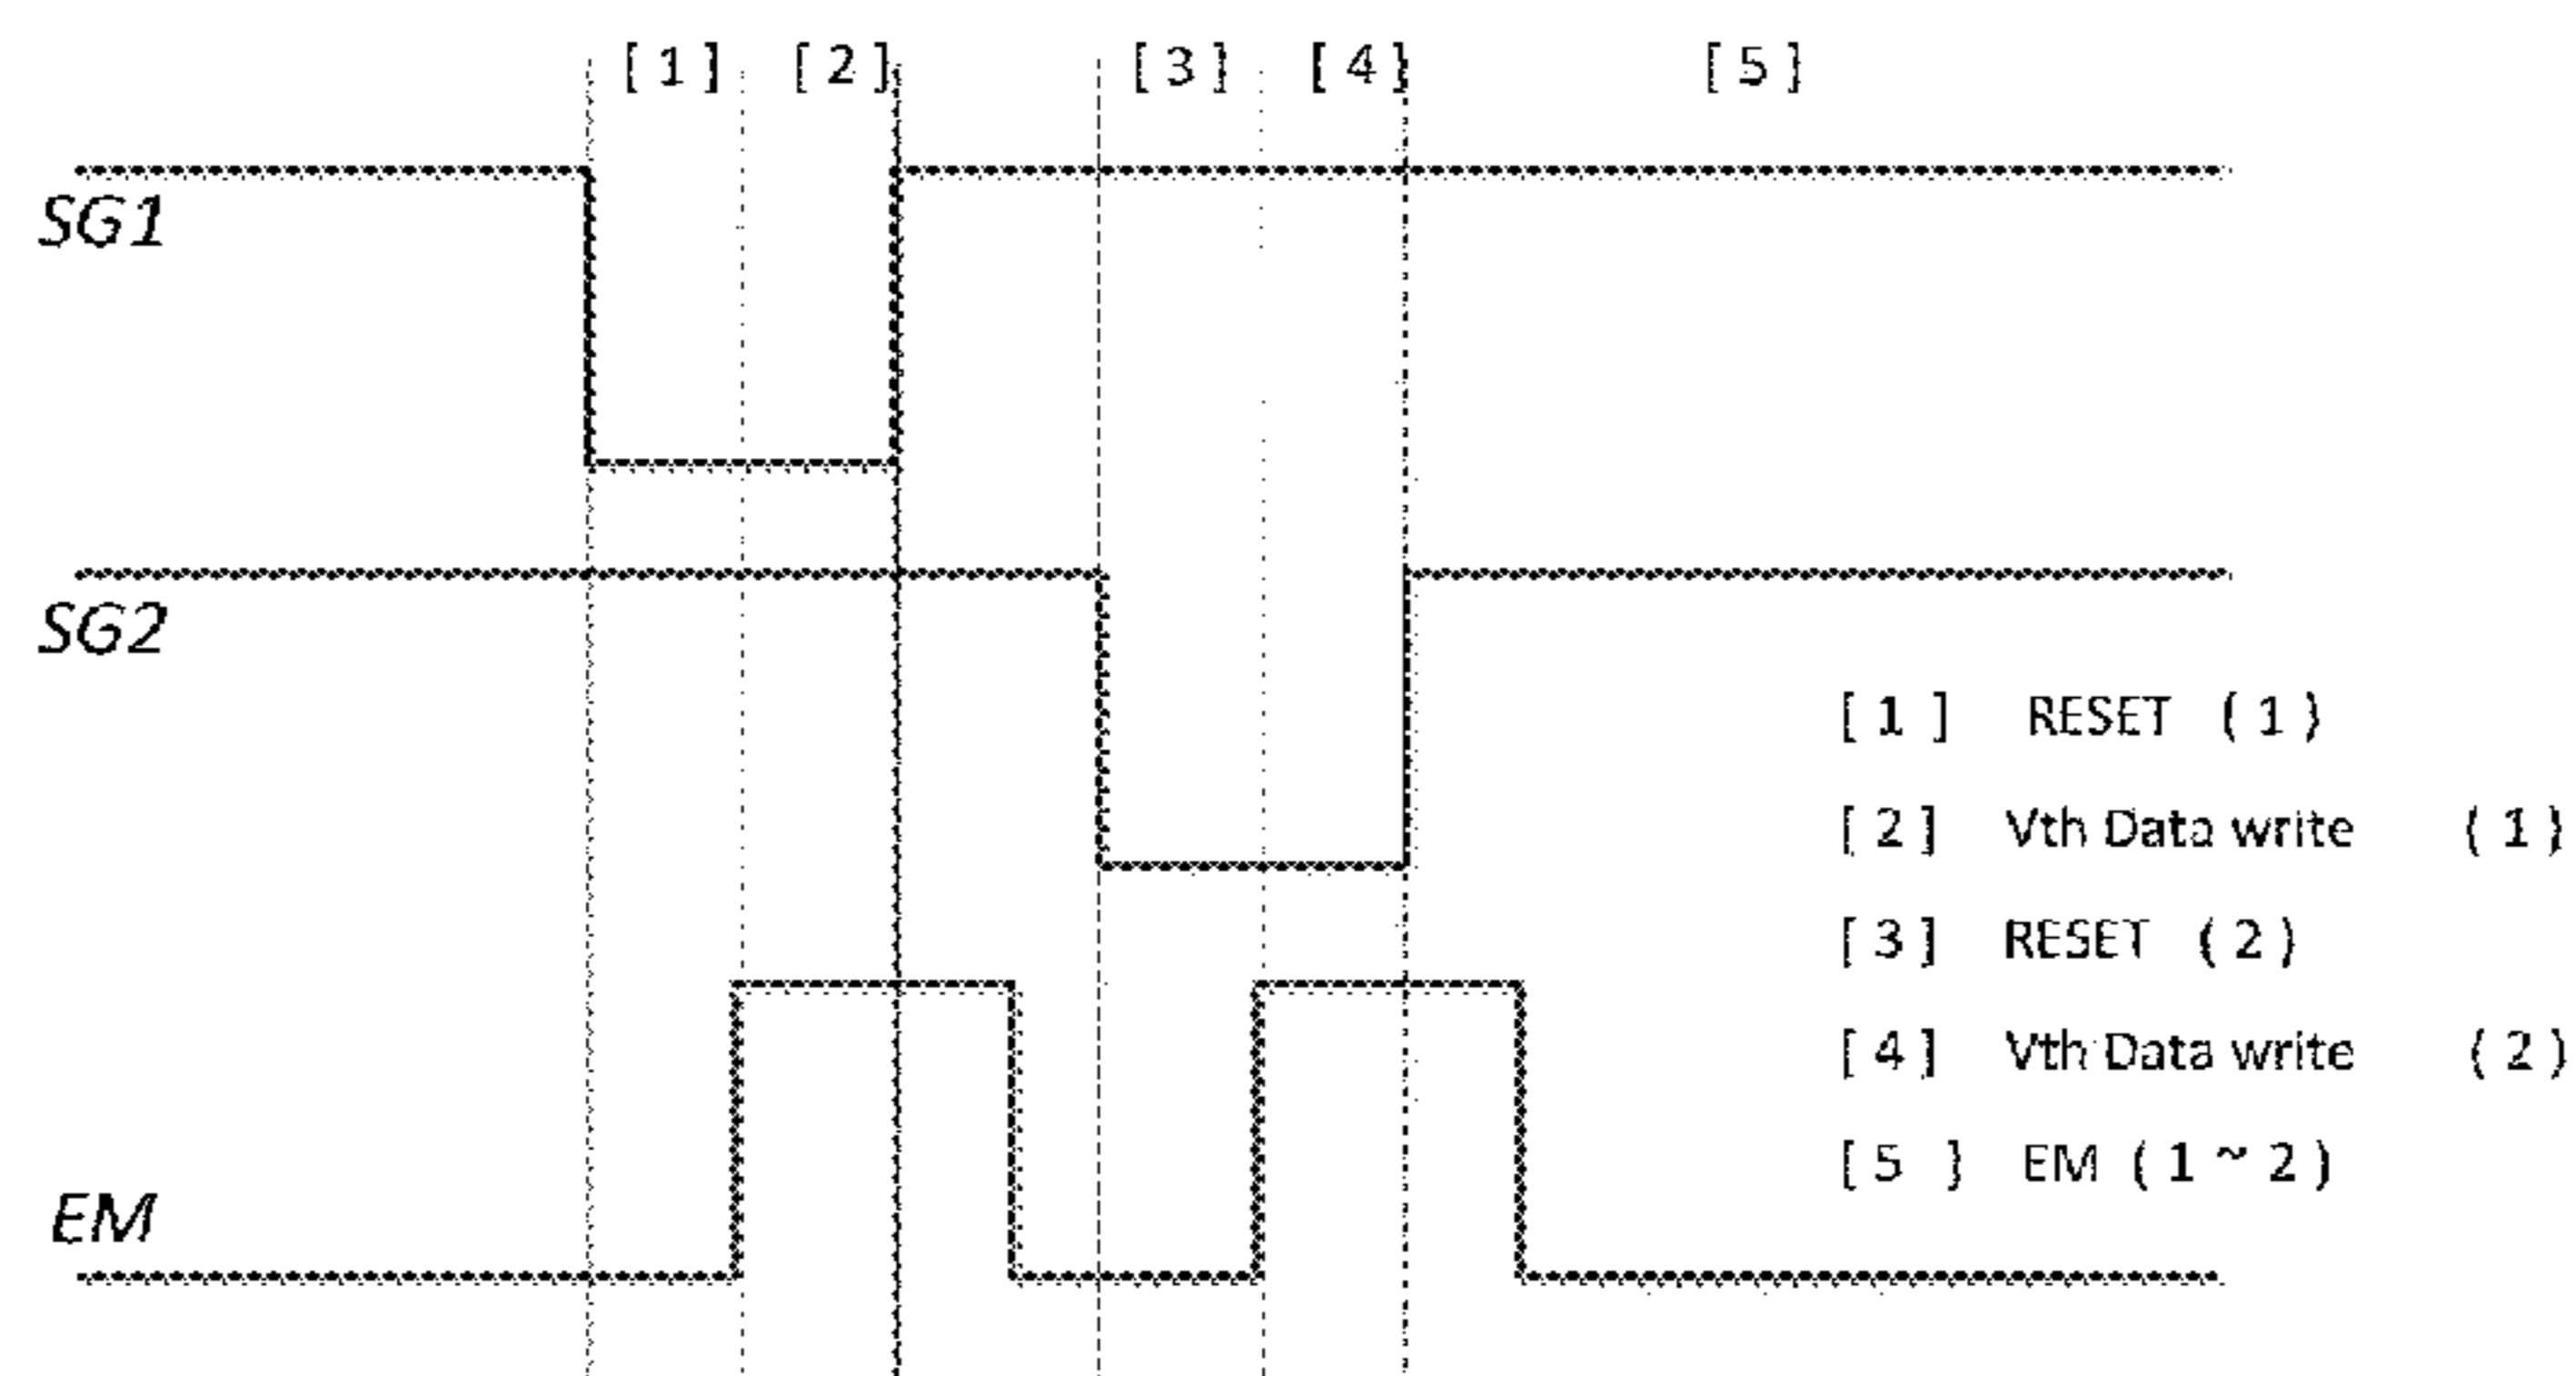 [ 1 ] [ 2 ] [ 3 ] [ 4 ] [ 5 ]
SG1
SG2
[ 1 ] RESET ( 1 )
[ 2 ] Vth Data write ( 1 )
[ 3 ] RESET ( 2 )
[ 4 ] Vth Data write ( 2 )
[ 5 ] EM ( 1 ~ 2 )
EM